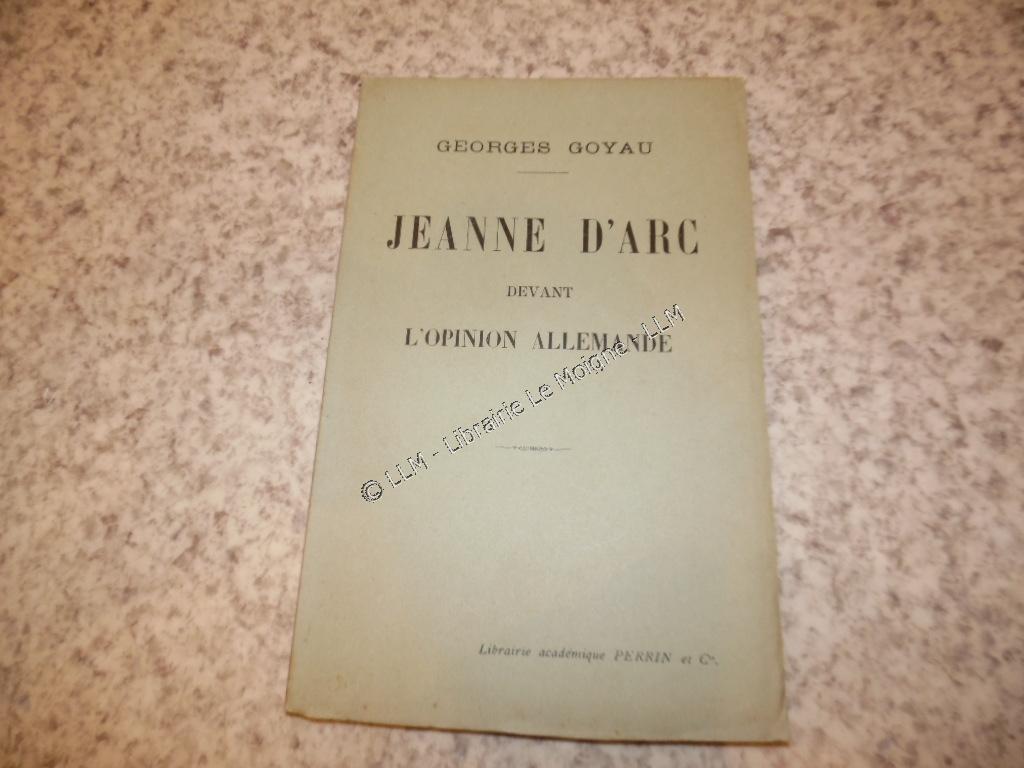 GEORGES GOYAU
JEANNE D'ARC
DEVANT
L'OPINION ALLEMANDE
© LLM - Librairie Le Moigne - LLM
Librairie académique PERRIN et Cie.